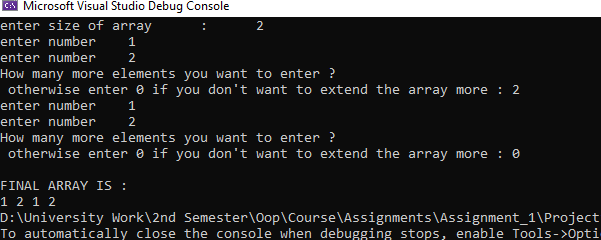 Microsoft Visual Studio Debug Console
enter size of array     :      2
enter number    1
enter number    2
How many more elements you want to enter ?
 otherwise enter 0 if you don't want to extend the array more : 2
enter number    1
enter number    2
How many more elements you want to enter ?
 otherwise enter 0 if you don't want to extend the array more : 0
FINAL ARRAY IS :
1 2 1 2
D:\University Work\2nd Semester\Oop\Course\Assignments\Assignment_1\Project
To automatically close the console when debugging stops, enable Tools->Opti